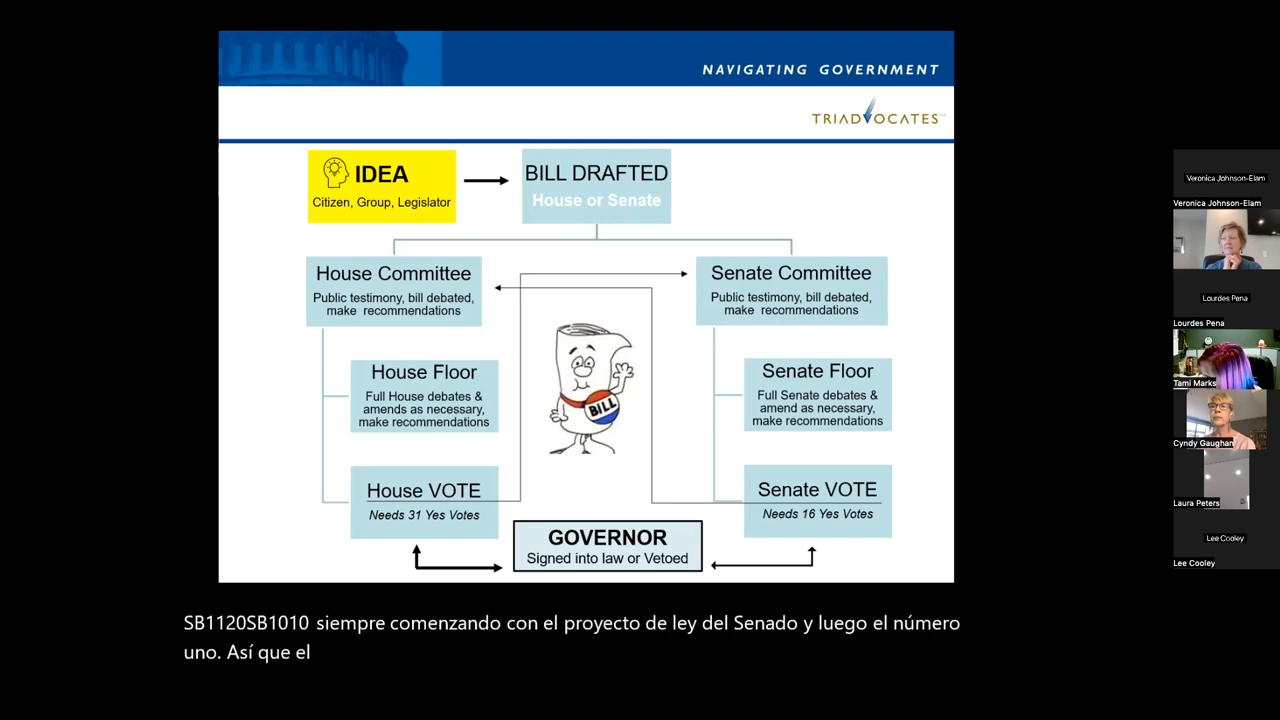 NAVIGATING GOVERNMENT
TRIADVOCATES
IDEA
Citizen, Group, Legislator
BILL DRAFTED
House or Senate
House Committee
Public testimony, bill debated,
make recommendations
Senate Committee
Public testimony, bill debated,
make recommendations
House Floor
Full House debates &
amends as necessary,
make recommendations
BILL
Senate Floor
Full Senate debates &
amend as necessary,
make recommendations
House VOTE
Needs 31 Yes Votes
Senate VOTE
Needs 16 Yes Votes
GOVERNOR
Signed into law or Vetoed
Veronica Johnson-Elam
Veronica Johnson-Elam
Lourdes Pena
Lourdes Pena
Tami Marks
Cyndy Gaughan
Laura Peters
Lee Cooley
Lee Cooley
SB1120SB1010 siempre comenzando con el proyecto de ley del Senado y luego el número
uno. Así que el